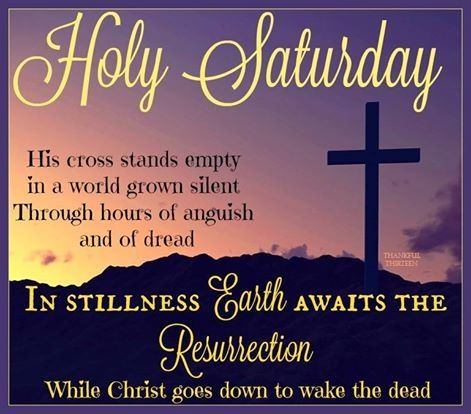 Holy Saturday
His cross stands empty
in a world grown silent
Through hours of anguish
and of dread
THANKFUL
THIRTEEN
In stillness Earth awaits the
Resurrection
While Christ goes down to wake the dead